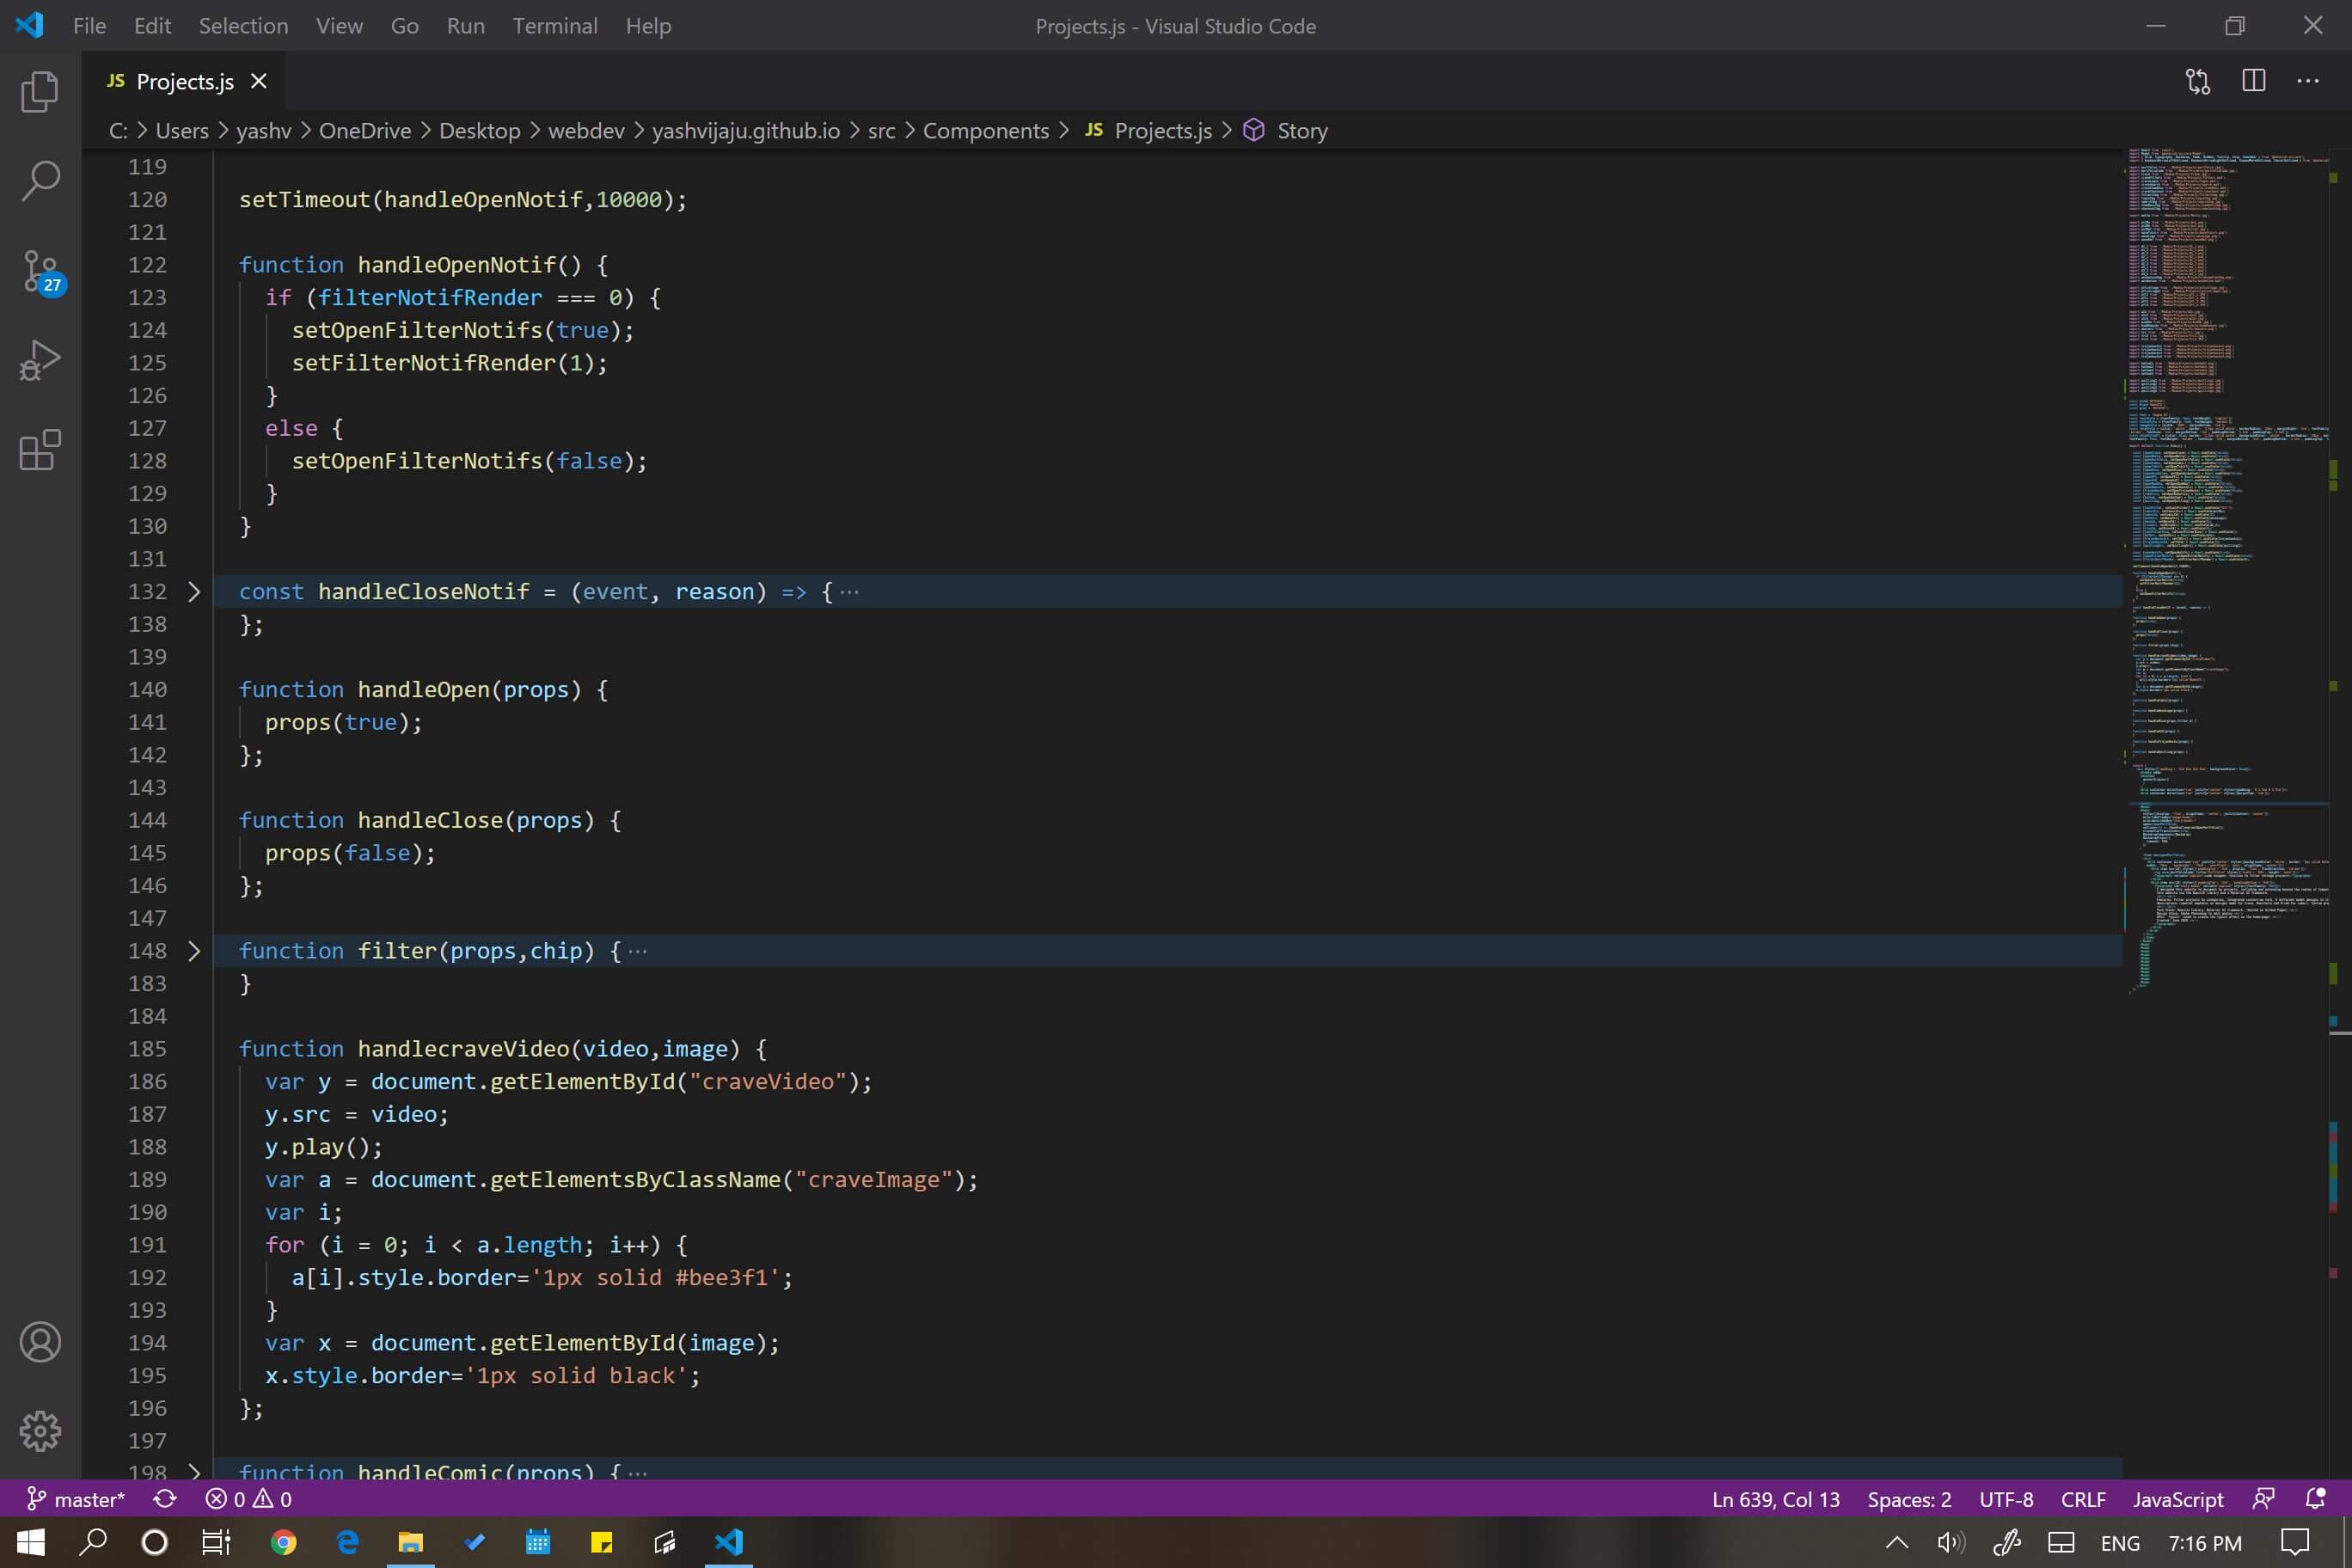 File Edit Selection View Go Run Terminal Help Projects.js - Visual Studio Code
JS Projects.js
C: > Users > yashv > OneDrive > Desktop > webdev > yashvijaju.github.io > src > Components > JS Projects.js > Story
119
120 setTimeout(handleOpenNotif,10000);
121
122 function handleOpenNotif() {
123 if (filterNotifRender === 0) {
124 setOpenFilterNotifs(true);
125 setFilterNotifRender(1);
126 }
127 else {
128 setOpenFilterNotifs(false);
129 }
130 }
131
132 const handleCloseNotif = (event, reason) => {···
138 };
139
140 function handleOpen(props) {
141 props(true);
142 };
143
144 function handleClose(props) {
145 props(false);
146 };
147
148 function filter(props,chip) {···
183 }
184
185 function handlecraveVideo(video,image) {
186 var y = document.getElementById("craveVideo");
187 y.src = video;
188 y.play();
189 var a = document.getElementsByClassName("craveImage");
190 var i;
191 for (i = 0; i < a.length; i++) {
192 a[i].style.border='1px solid #bee3f1';
193 }
194 var x = document.getElementById(image);
195 x.style.border='1px solid black';
196 };
197
198 function handleComic(props) {···
27
master* 0 0 Ln 639, Col 13 Spaces: 2 UTF-8 CRLF JavaScript
ENG 7:16 PM